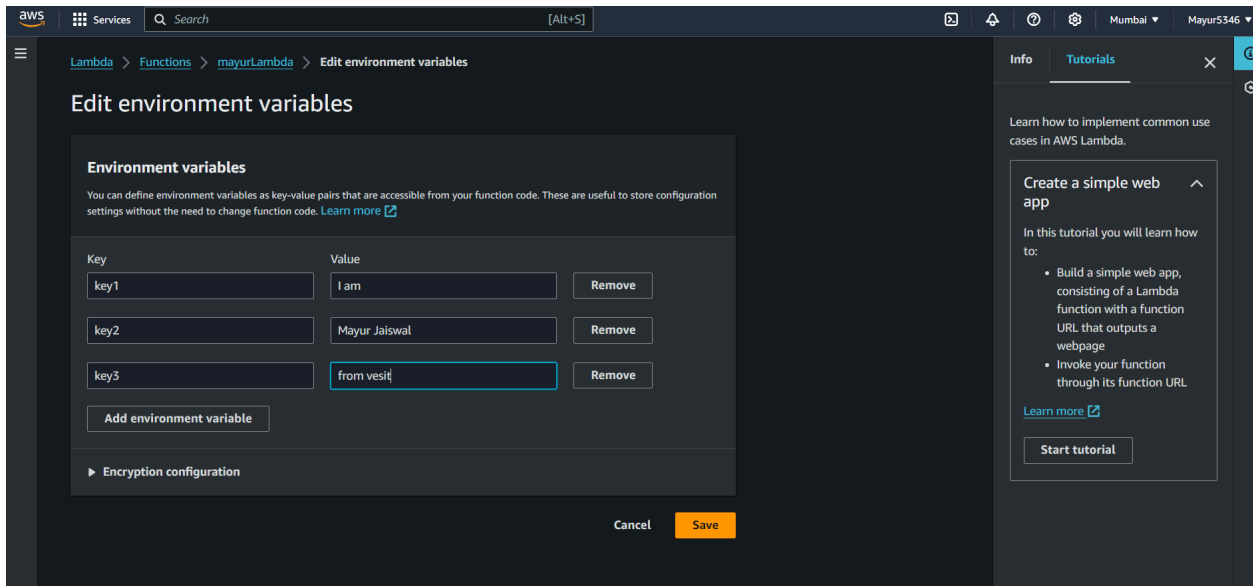 aws
Services
Search
[Alt+S]
Mumbai
Mayur5346
Lambda > Functions > mayurLambda > Edit environment variables
Edit environment variables
Environment variables
You can define environment variables as key-value pairs that are accessible from your function code. These are useful to store configuration
settings without the need to change function code. Learn more
Key Value
key1 I am Remove
key2 Mayur Jaiswal Remove
key3 from vesit Remove
Add environment variable
Encryption configuration
Cancel Save
Info Tutorials
Learn how to implement common use
cases in AWS Lambda.
Create a simple web
app
In this tutorial you will learn how
to:
• Build a simple web app,
consisting of a Lambda
function with a function
URL that outputs a
webpage
• Invoke your function
through its function URL
Learn more
Start tutorial